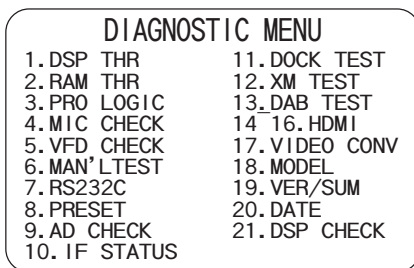 DIAGNOSTIC MENU
1.DSP THR
2.RAM THR
3.PRO LOGIC
4.MIC CHECK
5.VFD CHECK
6.MAN'LTEST
7.RS232C
8.PRESET
9.AD CHECK
10.IF STATUS
11.DOCK TEST
12.XM TEST
13.DAB TEST
14‾16.HDMI
17.VIDEO CONV
18.MODEL
19.VER/SUM
20.DATE
21.DSP CHECK